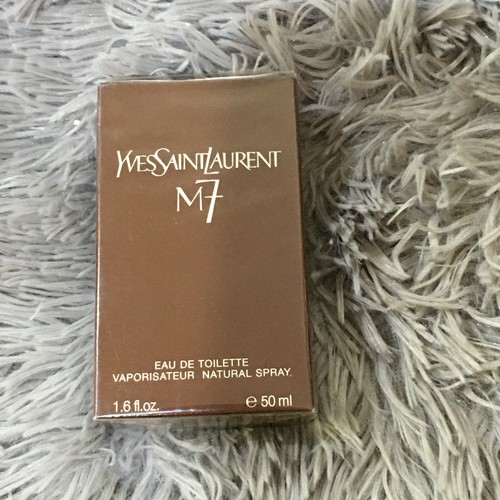 YVESSAINTLAURENT
M7
EAU DE TOILETTE
VAPORISATEUR NATURAL SPRAY.
1.6 fl.oz. ℮ 50 ml